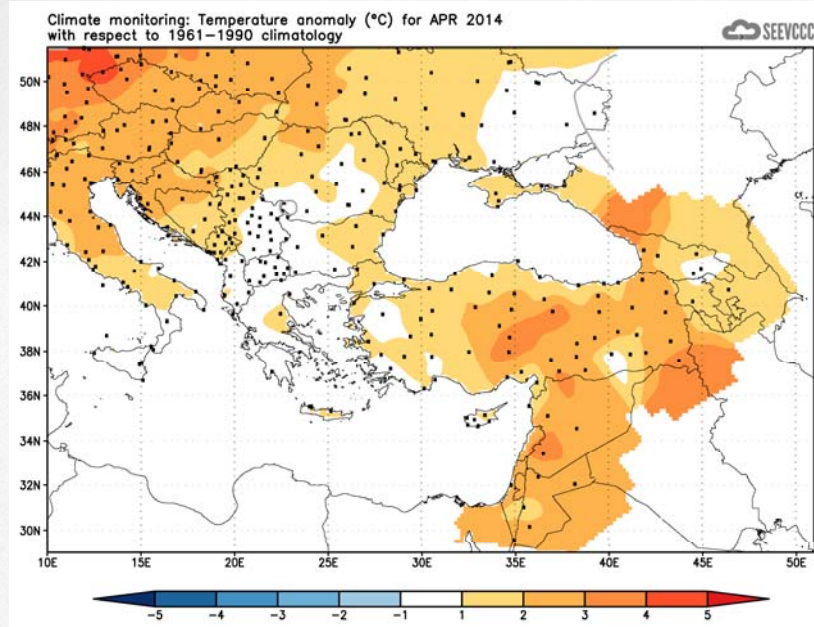 Climate monitoring: Temperature anomaly (°C) for APR 2014
with respect to 1961–1990 climatology
SEEVCCC
50N
48N
46N
44N
42N
40N
38N
36N
34N
32N
30N
10E 15E 20E 25E 30E 35E 40E 45E 50E
-5 -4 -3 -2 -1 1 2 3 4 5